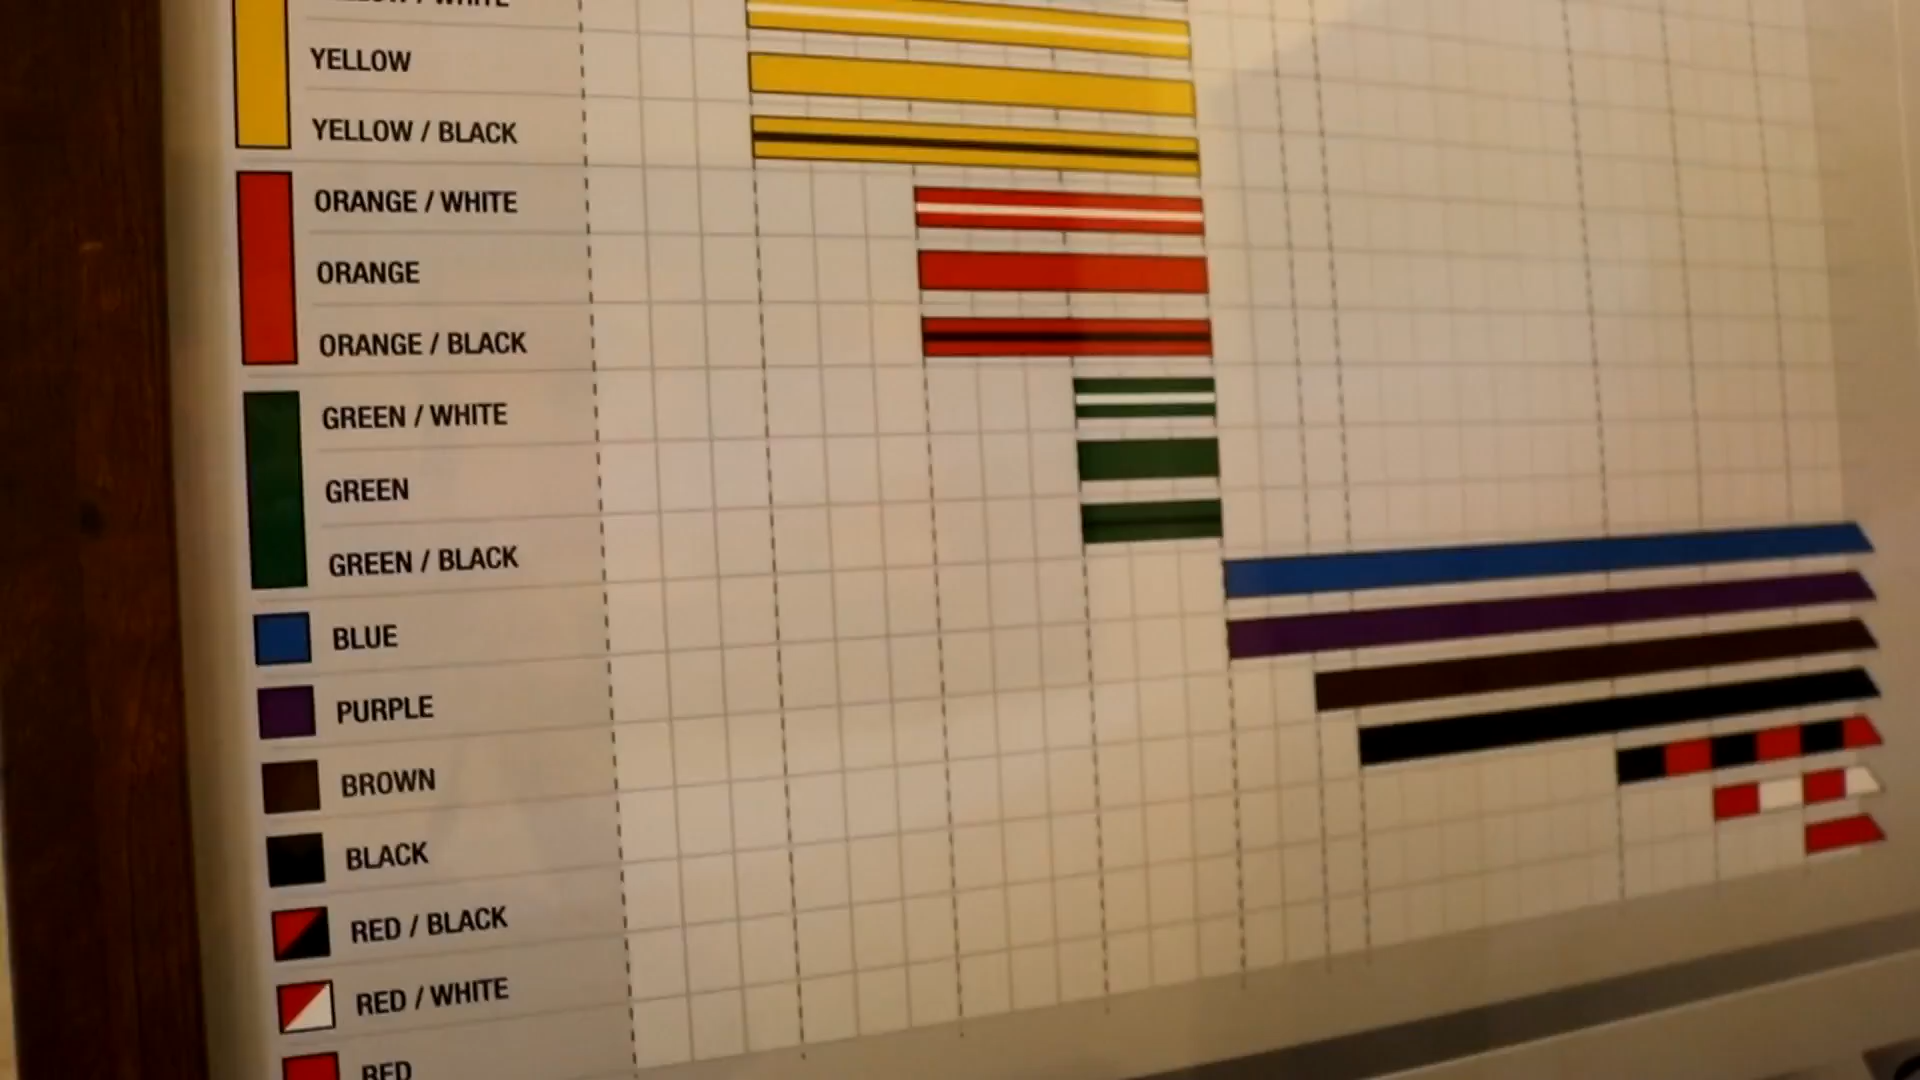 YELLOW
YELLOW / BLACK
ORANGE / WHITE
ORANGE
ORANGE / BLACK
GREEN / WHITE
GREEN
GREEN / BLACK
BLUE
PURPLE
BROWN
BLACK
RED / BLACK
RED / WHITE
RED